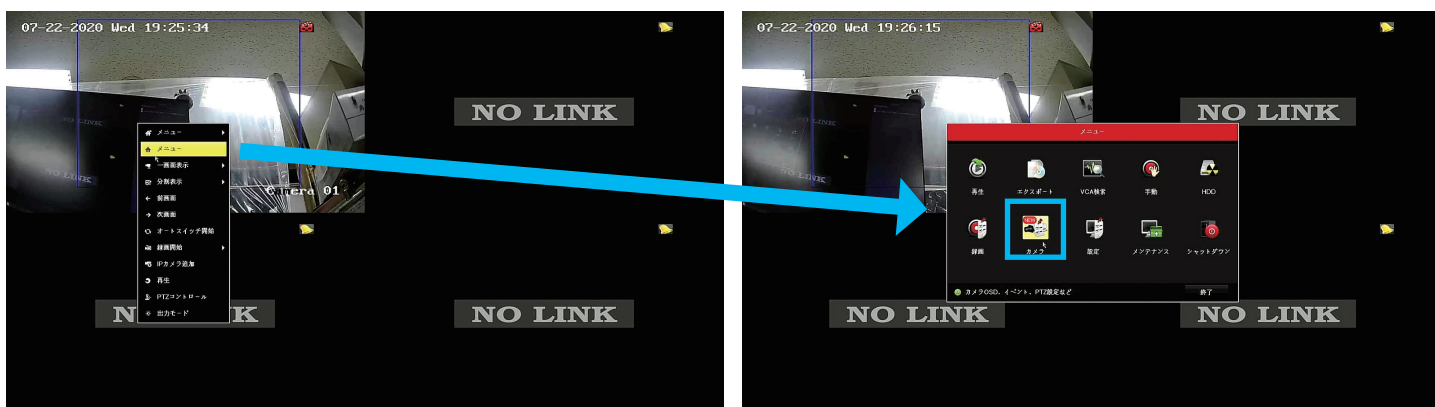 07-22-2020 Wed 19:25:34
NO LINK
メニュー
メニュー
一画面表示
分割表示
前画面
次画面
オートスイッチ開始
録画開始
IPカメラ追加
再生
PTZコントロール
出力モード
Camera 01
NO LINK
NO LINK
07-22-2020 Wed 19:26:15
NO LINK
メニュー
再生
エクスポート
VCA検索
手動
HDD
NEW
録画
カメラ
設定
メンテナンス
シャットダウン
カメラOSD、イベント、PTZ設定など
終了
NO LINK
NO LINK